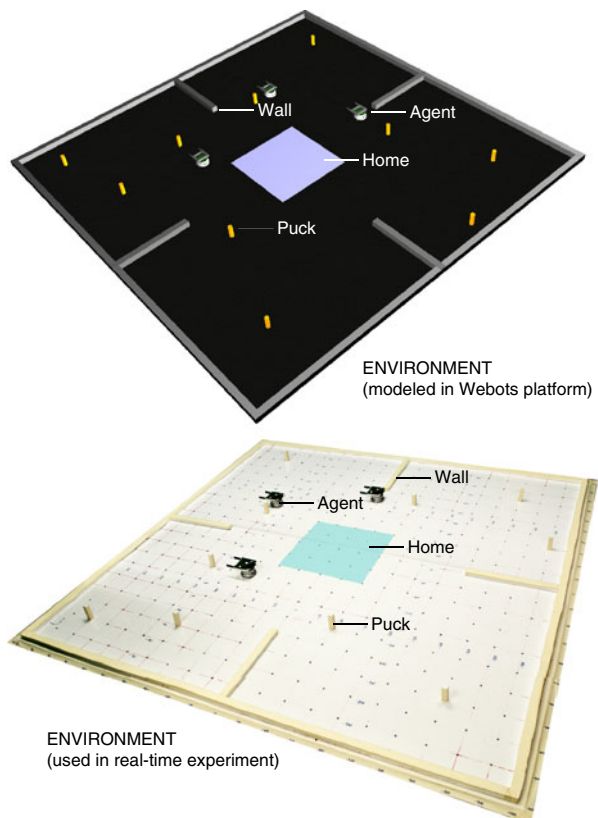 Wall
Agent
Home
Puck
ENVIRONMENT
(modeled in Webots platform)
Wall
Agent
Home
Puck
ENVIRONMENT
(used in real-time experiment)